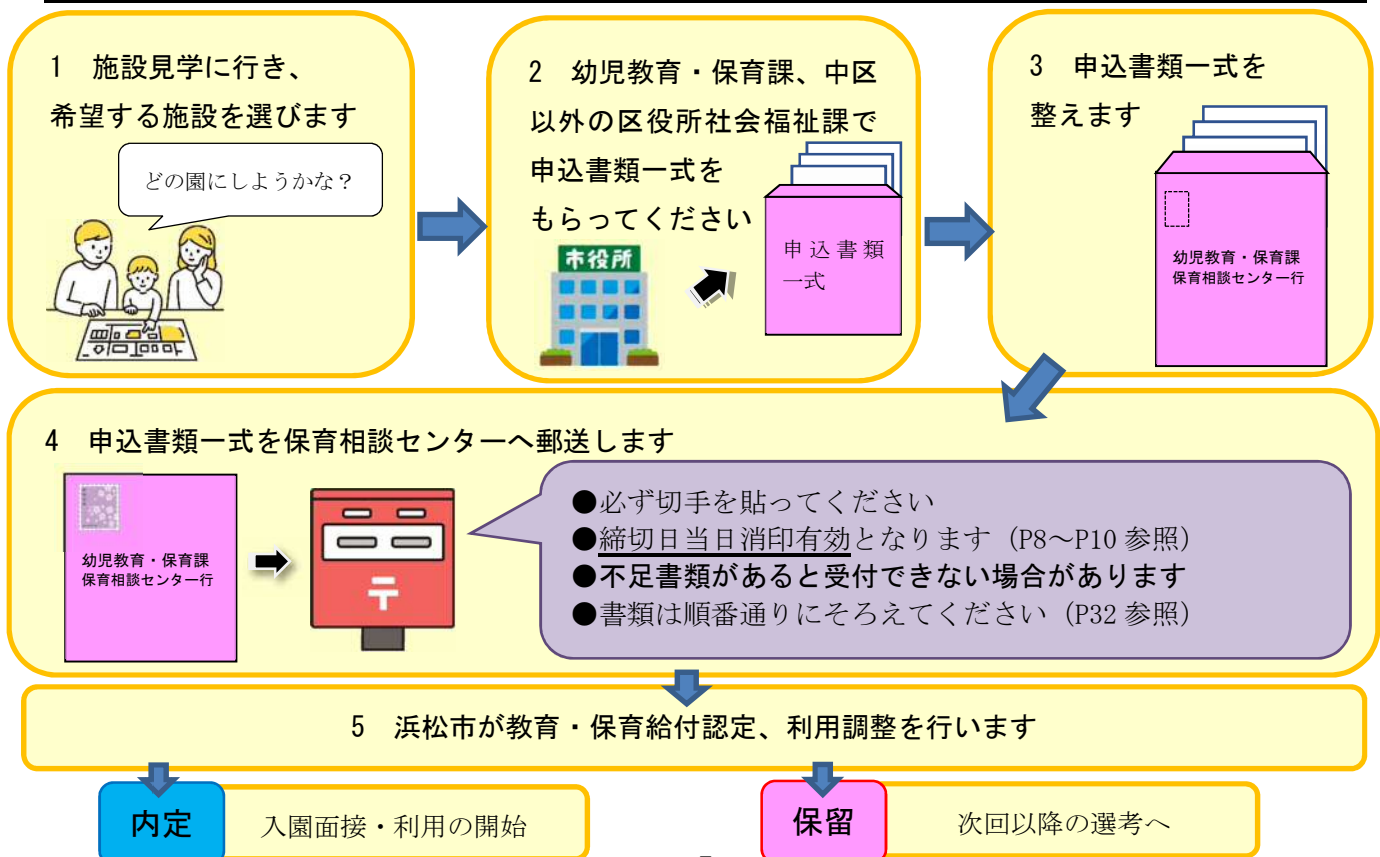 1　施設見学に行き、
希望する施設を選びます
どの園にしようかな？
2　幼児教育・保育課、中区
以外の区役所社会福祉課で
申込書類一式を
もらってください
市役所
申込書類
一式
3　申込書類一式を
整えます
幼児教育・保育課
保育相談センター行
4　申込書類一式を保育相談センターへ郵送します
幼児教育・保育課
保育相談センター行
〒
●必ず切手を貼ってください
●締切日当日消印有効となります（P8～P10 参照）
●不足書類があると受付できない場合があります
●書類は順番通りにそろえてください（P32 参照）
5　浜松市が教育・保育給付認定、利用調整を行います
内定
入園面接・利用の開始
保留
次回以降の選考へ